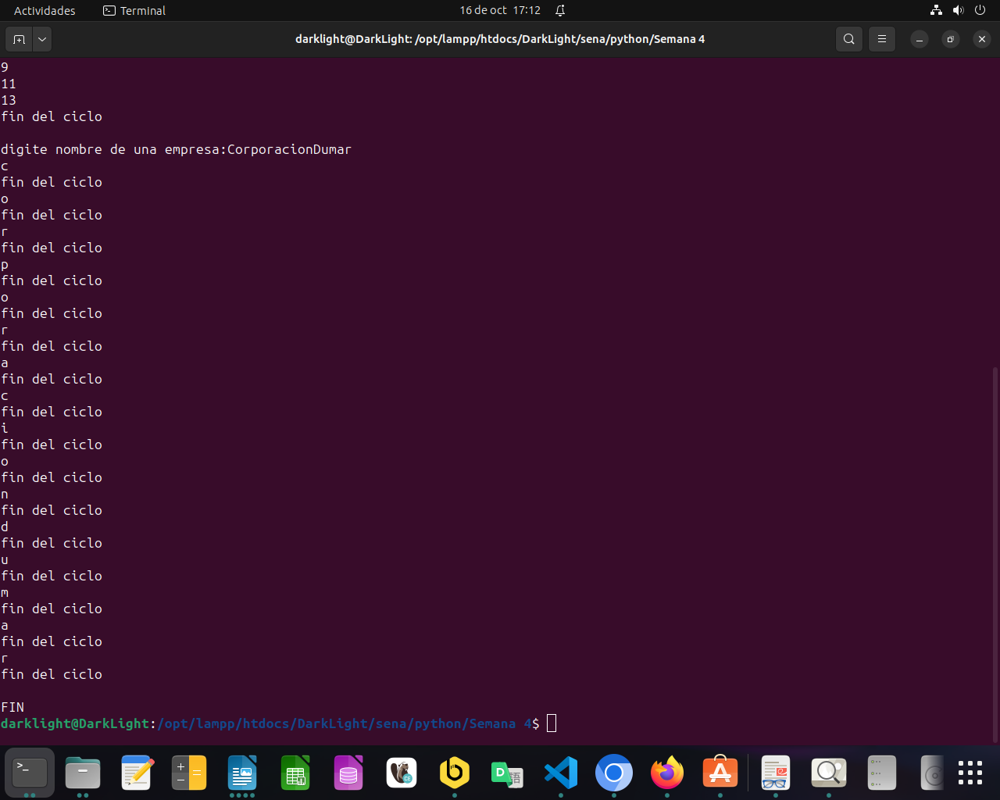 Actividades
Terminal
16 de oct 17:12
darklight@DarkLight: /opt/lampp/htdocs/DarkLight/sena/python/Semana 4
9
11
13
fin del ciclo
digite nombre de una empresa:CorporacionDumar
c
fin del ciclo
o
fin del ciclo
r
fin del ciclo
p
fin del ciclo
o
fin del ciclo
r
fin del ciclo
a
fin del ciclo
c
fin del ciclo
i
fin del ciclo
o
fin del ciclo
n
fin del ciclo
d
fin del ciclo
u
fin del ciclo
m
fin del ciclo
a
fin del ciclo
r
fin del ciclo
FIN
darklight@DarkLight:/opt/lampp/htdocs/DarkLight/sena/python/Semana 4$